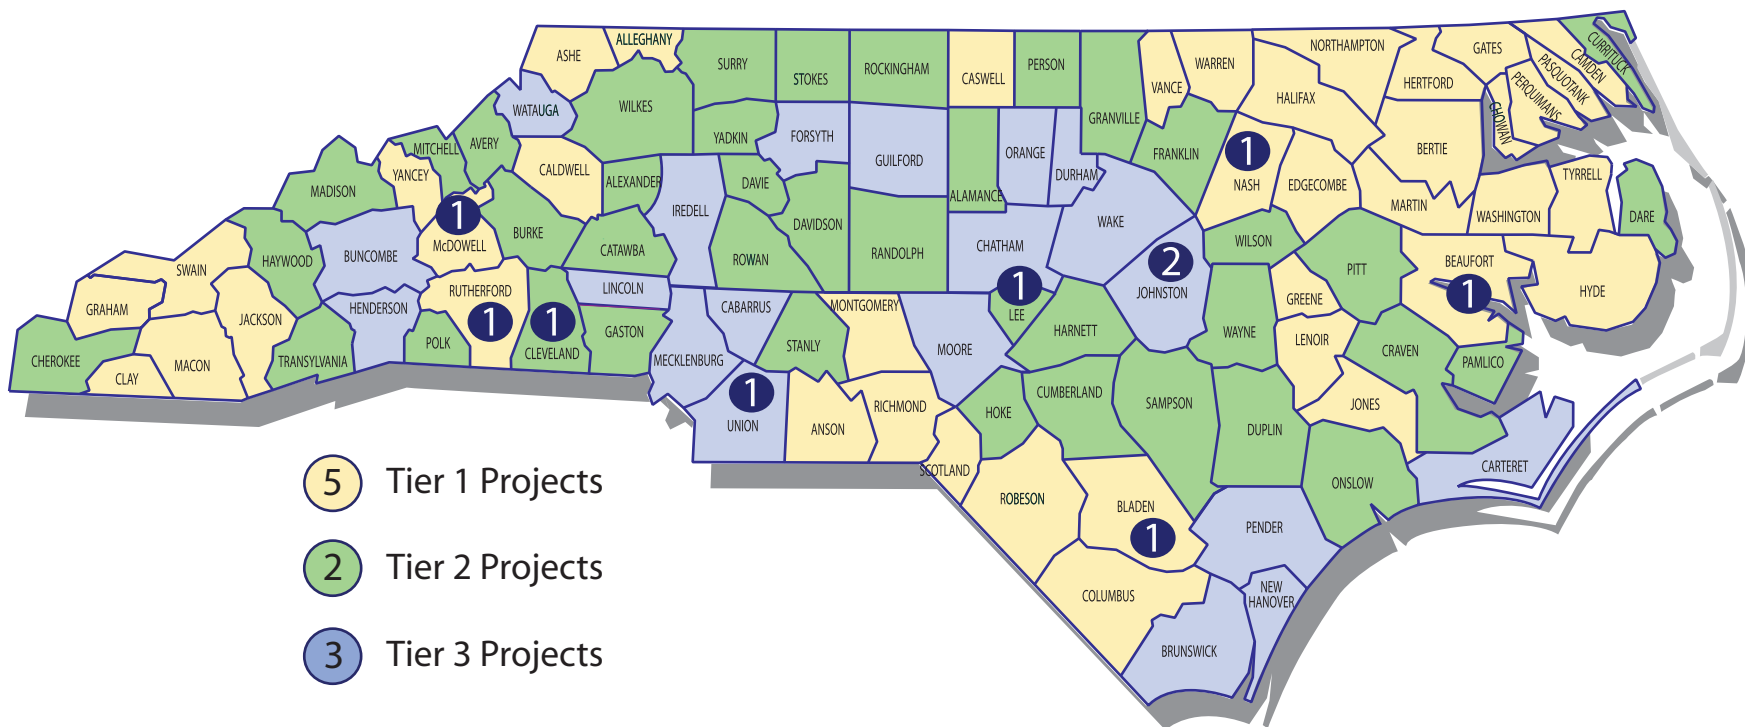 ALLEGHANY
ASHE
NORTHAMPTON
GATES
CURRITUCK
CAMDEN
PASQUOTANK
PERQUIMANS
CHOWAN
SURRY
STOKES
ROCKINGHAM
CASWELL
PERSON
VANCE
WARREN
HERTFORD
HALIFAX
WATAUGA
WILKES
YADKIN
FORSYTH
GUILFORD
ORANGE
GRANVILLE
FRANKLIN
BERTIE
MITCHELL
AVERY
YANCEY
CALDWELL
ALEXANDER
DAVIE
ALAMANCE
DURHAM
1
NASH
EDGECOMBE
MARTIN
WASHINGTON
TYRRELL
DARE
MADISON
1
McDOWELL
BURKE
CATAWBA
IREDELL
ROWAN
DAVIDSON
RANDOLPH
CHATHAM
WAKE
WILSON
PITT
BEAUFORT
1
HYDE
SWAIN
HAYWOOD
BUNCOMBE
2
JOHNSTON
GRAHAM
JACKSON
HENDERSON
RUTHERFORD
1
1
CLEVELAND
LINCOLN
GASTON
CABARRUS
MONTGOMERY
1
LEE
HARNETT
WAYNE
GREENE
LENOIR
CRAVEN
PAMLICO
CHEROKEE
CLAY
MACON
TRANSYLVANIA
POLK
MECKLENBURG
STANLY
MOORE
1
UNION
ANSON
RICHMOND
HOKE
CUMBERLAND
SAMPSON
DUPLIN
JONES
SCOTLAND
ROBESON
BLADEN
1
ONSLOW
CARTERET
PENDER
COLUMBUS
NEW
HANOVER
BRUNSWICK
5 Tier 1 Projects
2 Tier 2 Projects
3 Tier 3 Projects